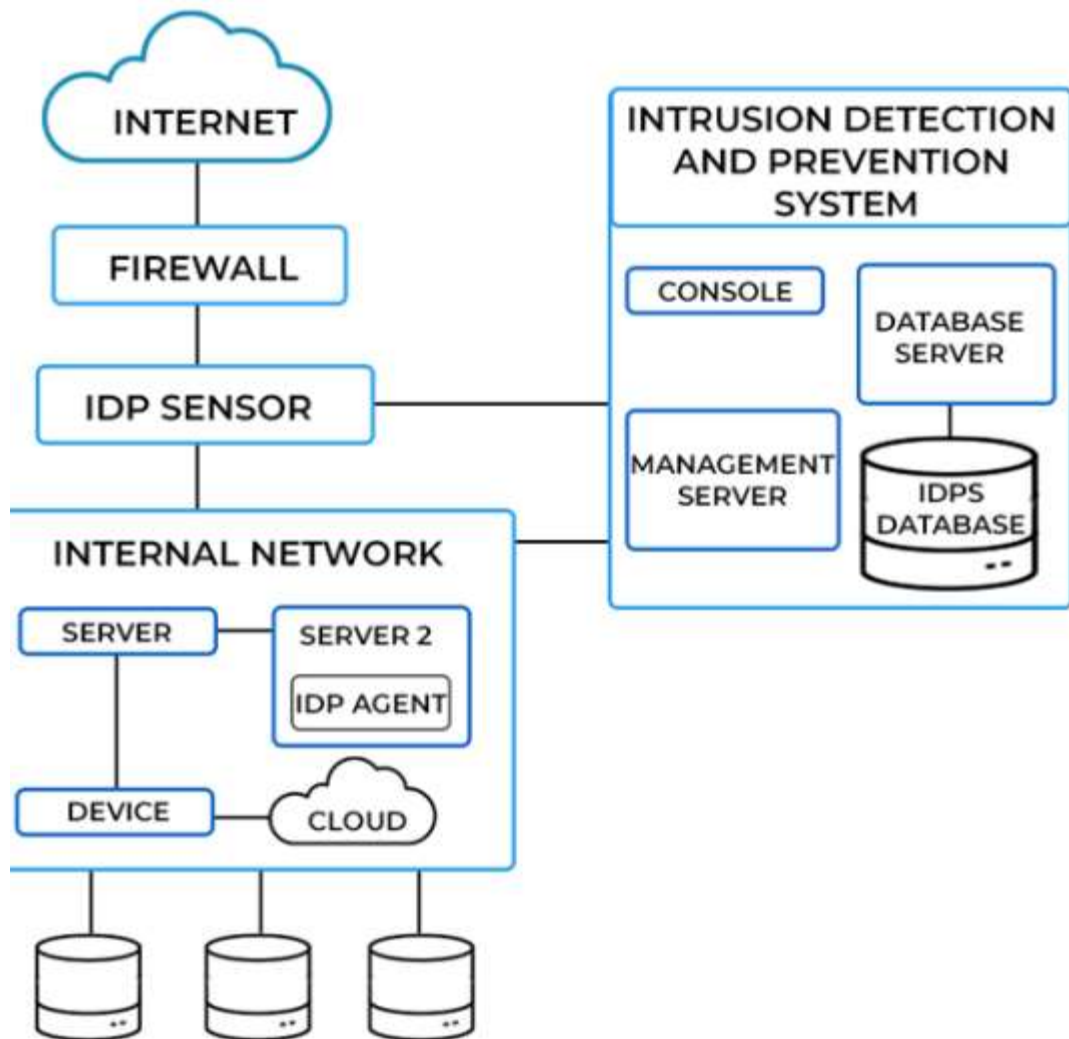 INTERNET
FIREWALL
IDP SENSOR
INTRUSION DETECTION
AND PREVENTION
SYSTEM
CONSOLE
DATABASE
SERVER
MANAGEMENT
SERVER
IDPS
DATABASE
INTERNAL NETWORK
SERVER
SERVER 2
IDP AGENT
DEVICE
CLOUD